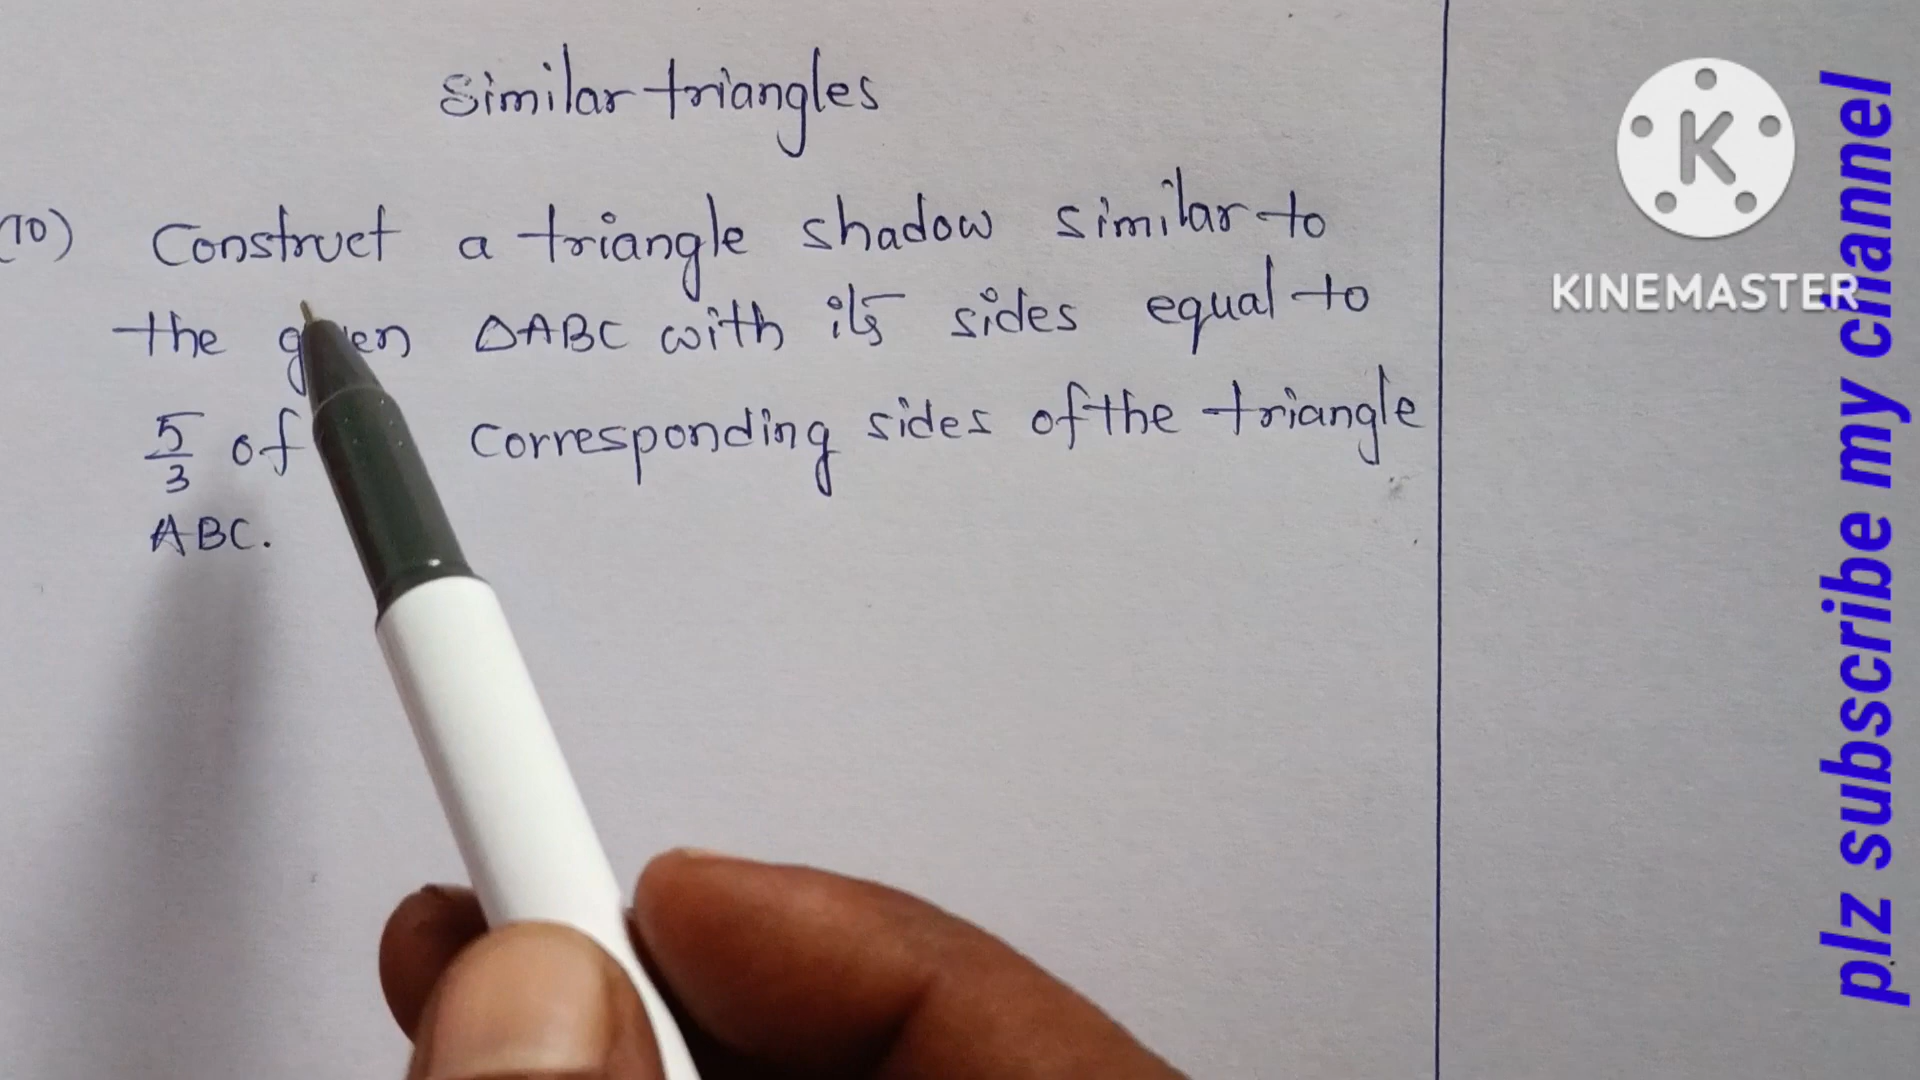 Similar triangles
(10) Construct a triangle shadow similar to
the given △ABC with its sides equal to
5/3 of corresponding sides of the triangle
ABC.
K
KINEMASTER
plz subscribe my channel